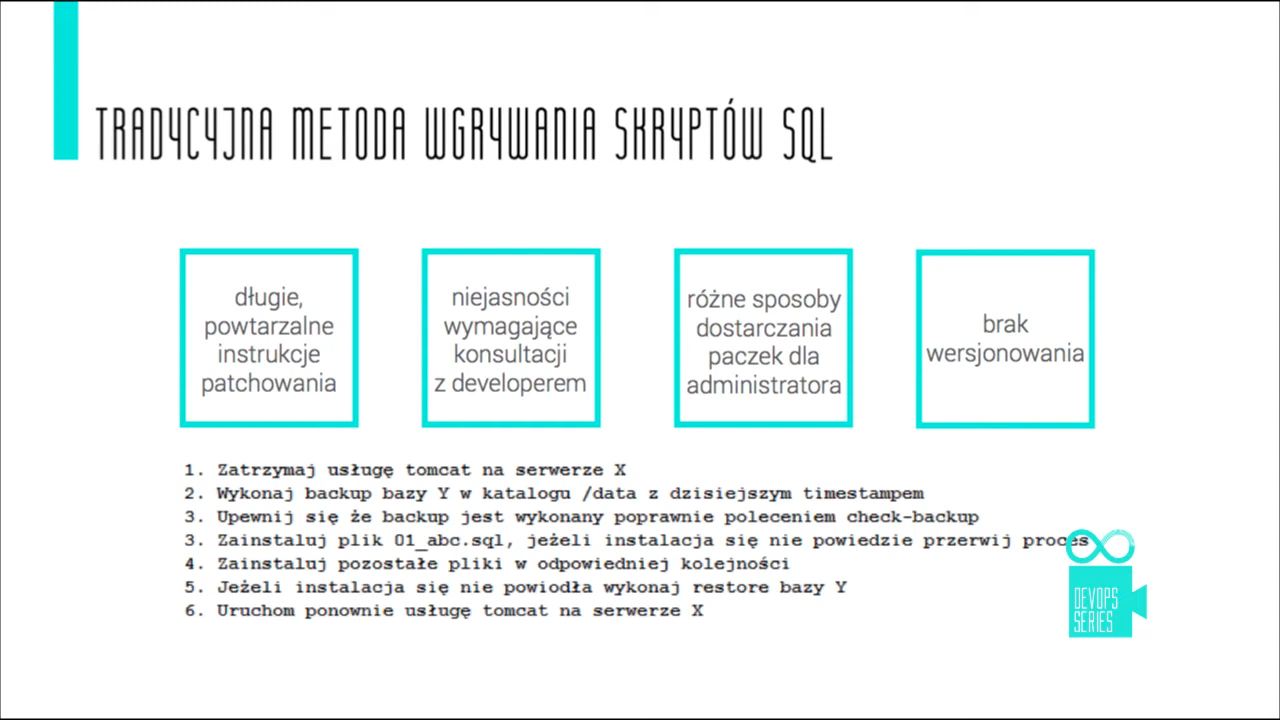 TRADYCYJNA METODA WGRYWANIA SKRYPTÓW SQL
długie,
powtarzalne
instrukcje
patchowania
niejasności
wymagające
konsultacji
z developerem
różne sposoby
dostarczania
paczek dla
administratora
brak
wersjonowania
1. Zatrzymaj usługę tomcat na serwerze X
2. Wykonaj backup bazy Y w katalogu /data z dzisiejszym timestampem
3. Upewnij się że backup jest wykonany poprawnie poleceniem check-backup
3. Zainstaluj plik 01_abc.sql, jeżeli instalacja się nie powiedzie przerwij proces
4. Zainstaluj pozostałe pliki w odpowiedniej kolejności
5. Jeżeli instalacja się nie powiodła wykonaj restore bazy Y
6. Uruchom ponownie usługę tomcat na serwerze X
DEVOPS
SERIES